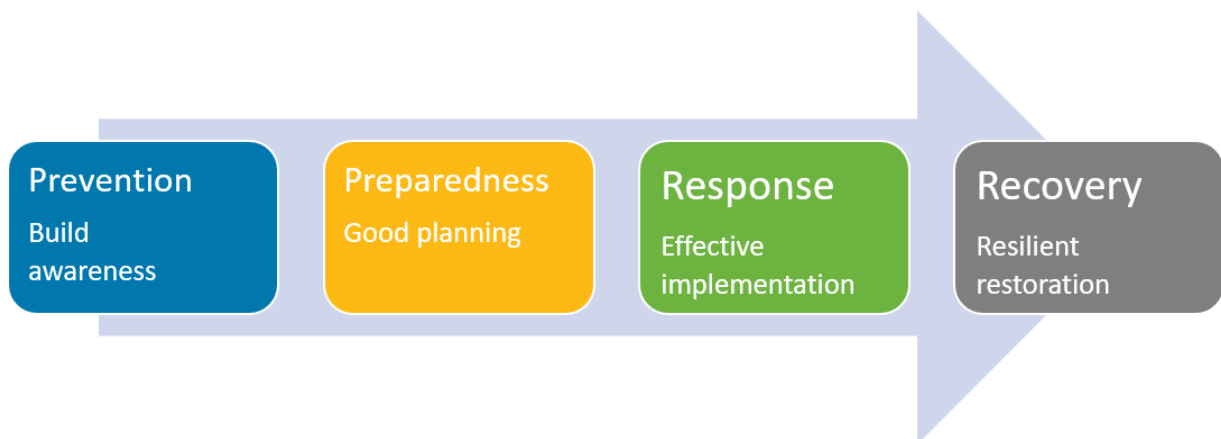 Prevention
Build
awareness
Preparedness
Good planning
Response
Effective
implementation
Recovery
Resilient
restoration